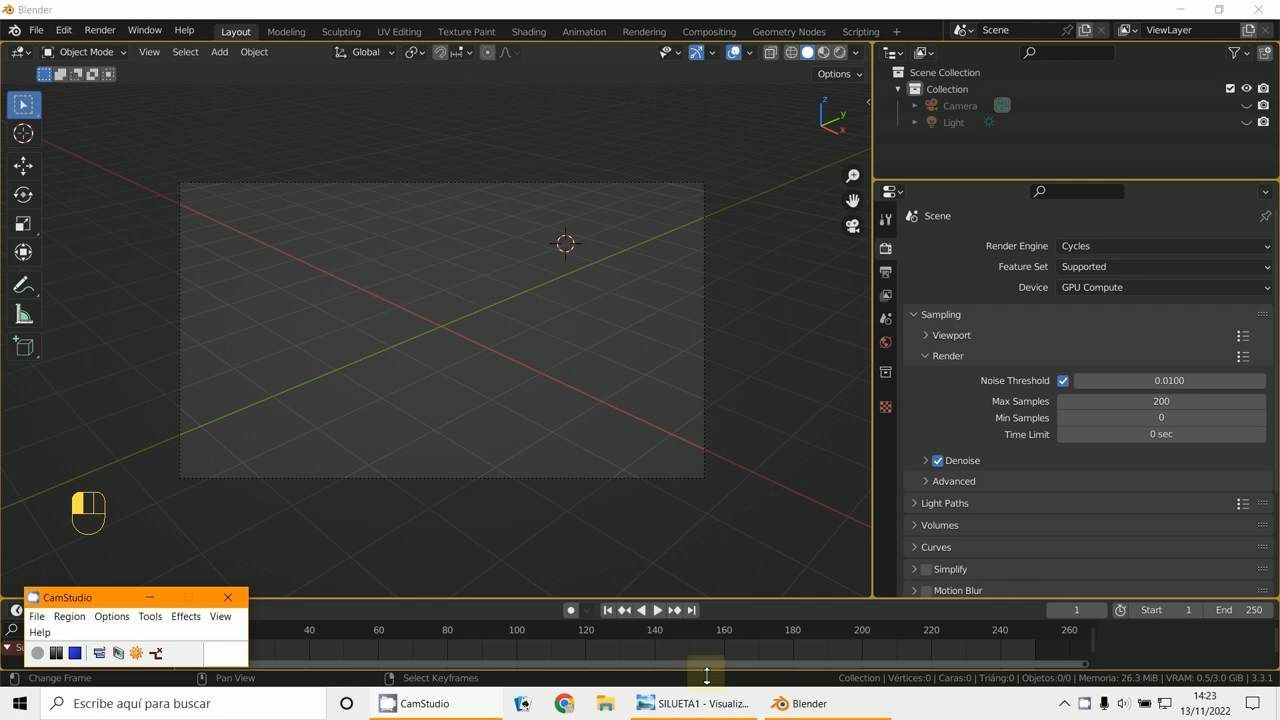 Blender
File Edit Render Window Help
Layout Modeling Sculpting UV Editing Texture Paint Shading Animation Rendering Compositing Geometry Nodes Scripting +
Scene
ViewLayer
Object Mode View Select Add Object
Global
Options
Z
Y
X
Scene Collection
Collection
Camera
Light
Scene
Render Engine Cycles
Feature Set Supported
Device GPU Compute
Sampling
Viewport
Render
Noise Threshold 0.0100
Max Samples 200
Min Samples 0
Time Limit 0 sec
Denoise
Advanced
Light Paths
Volumes
Curves
Simplify
Motion Blur
CamStudio
File Region Options Tools Effects View
Help
1 Start 1 End 250
40 60 80 100 120 140 160 180 200 220 240 260
Change Frame Pan View Select Keyframes
Collection | Vértices:0 | Caras:0 | Triáng:0 | Objetos:0/0 | Memoria: 26.3 MiB | VRAM: 0.5/3.0 GiB | 3.3.1
Escribe aquí para buscar
CamStudio
SILUETA1 - Visualiz...
Blender
14:23
13/11/2022